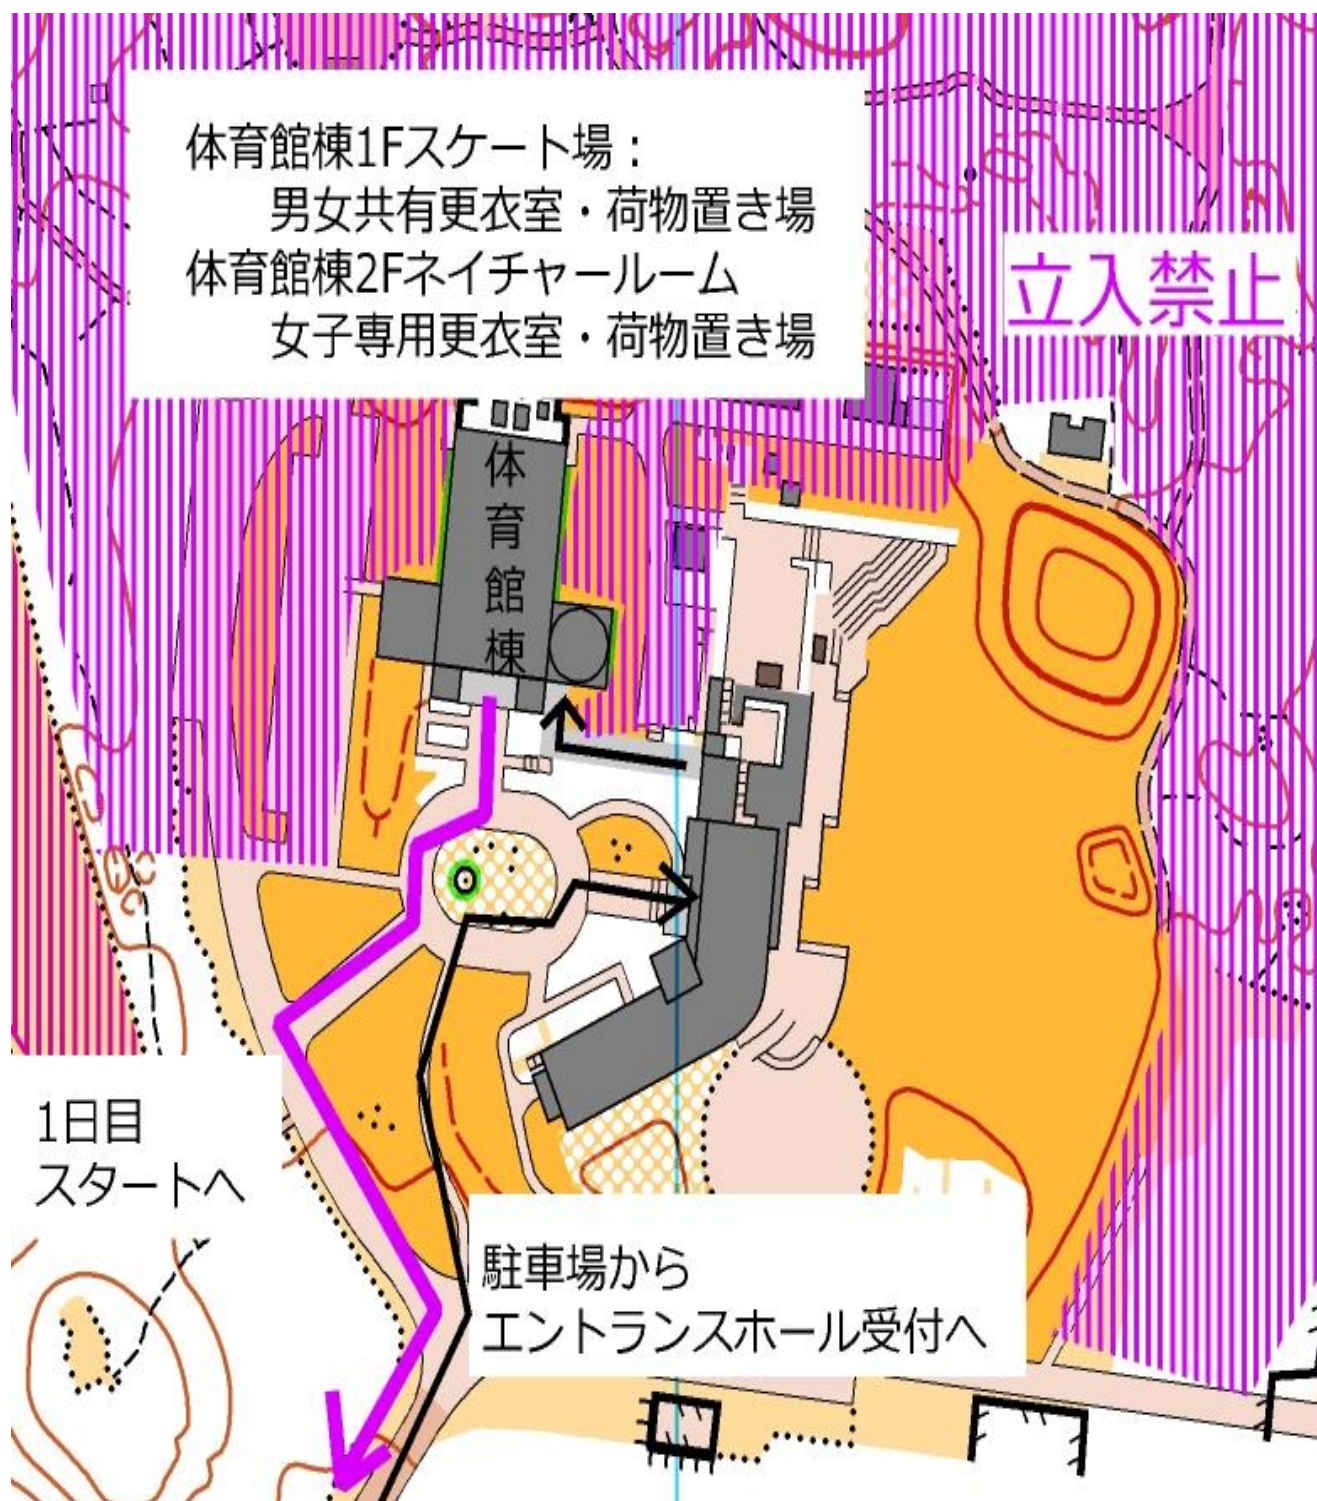 体育館棟1Fスケート場：
男女共有更衣室・荷物置き場
体育館棟2Fネイチャールーム
女子専用更衣室・荷物置き場
立入禁止
体育館棟
1日目
スタートへ
駐車場から
エントランスホール受付へ